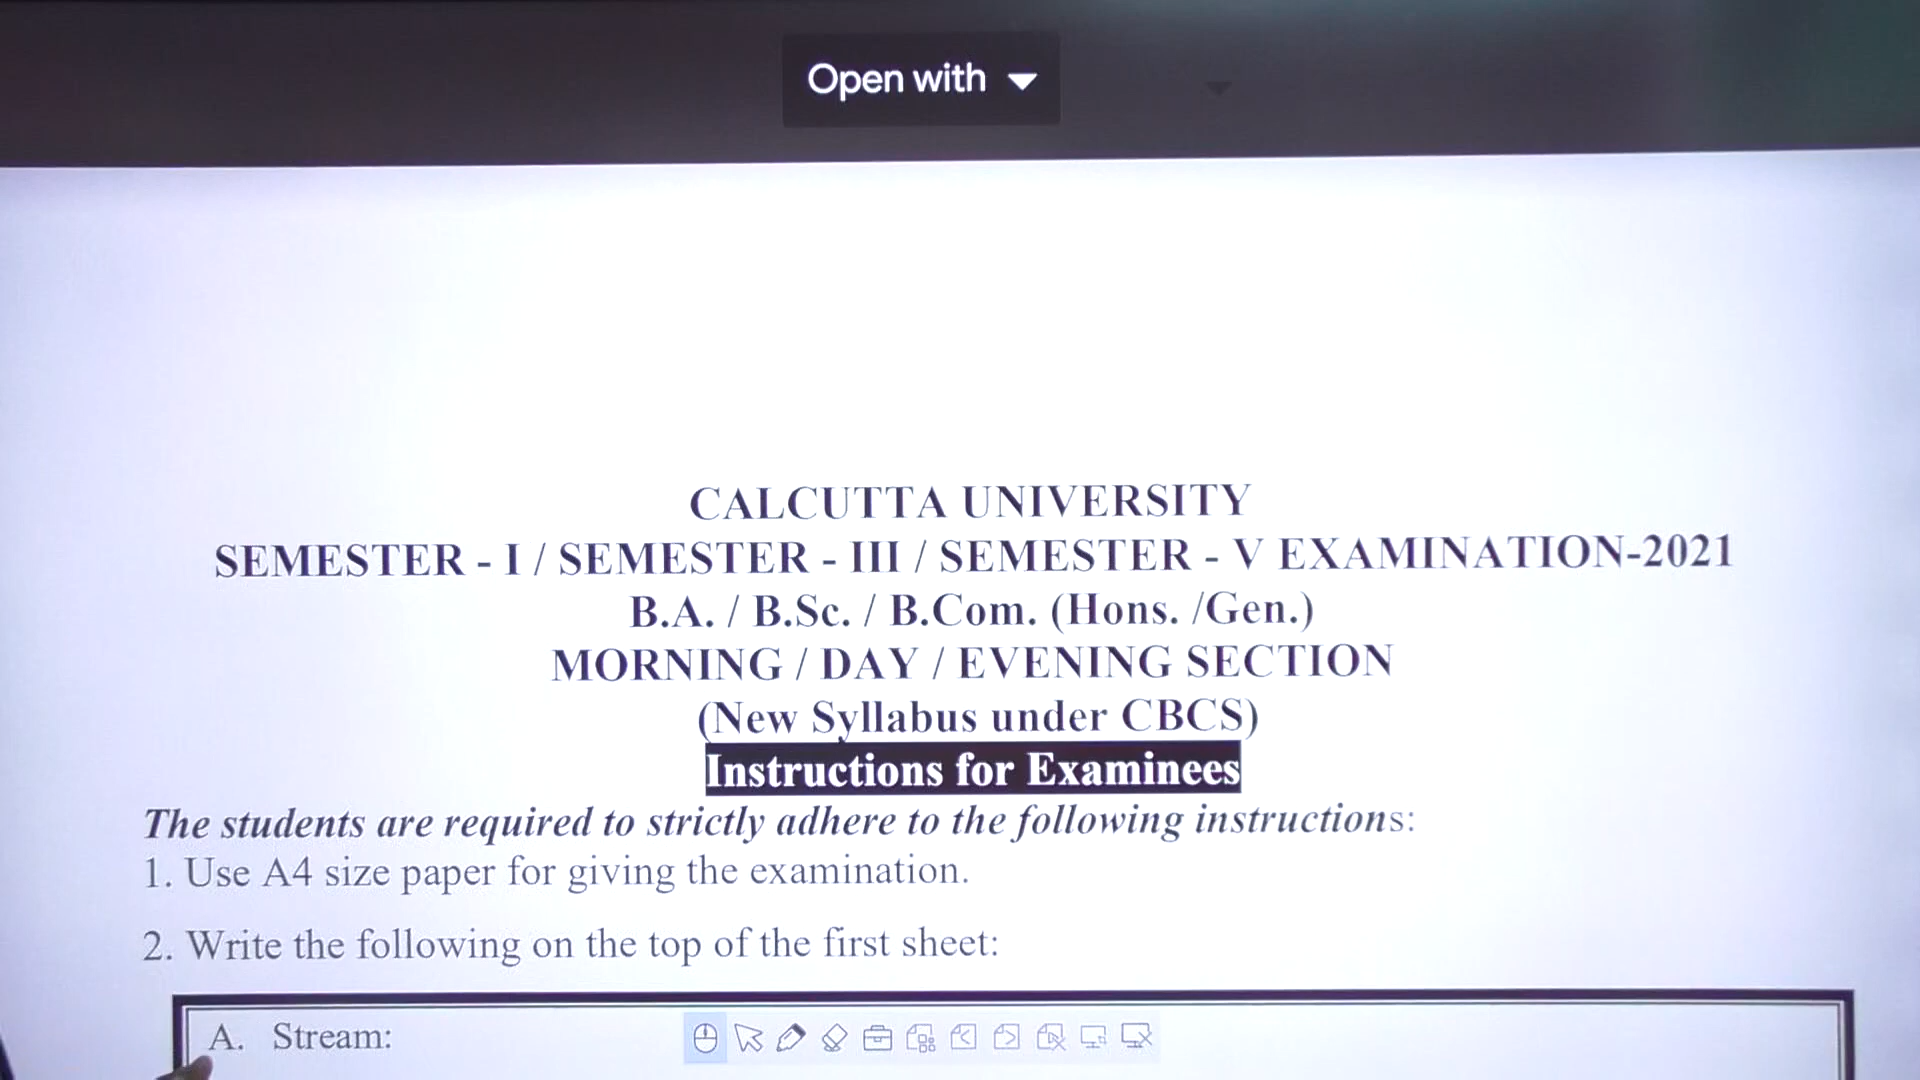 Open with
CALCUTTA UNIVERSITY
SEMESTER - I / SEMESTER - III / SEMESTER - V EXAMINATION-2021
B.A. / B.Sc. / B.Com. (Hons. /Gen.)
MORNING / DAY / EVENING SECTION
(New Syllabus under CBCS)
Instructions for Examinees
The students are required to strictly adhere to the following instructions:
1. Use A4 size paper for giving the examination.
2. Write the following on the top of the first sheet:
A. Stream: